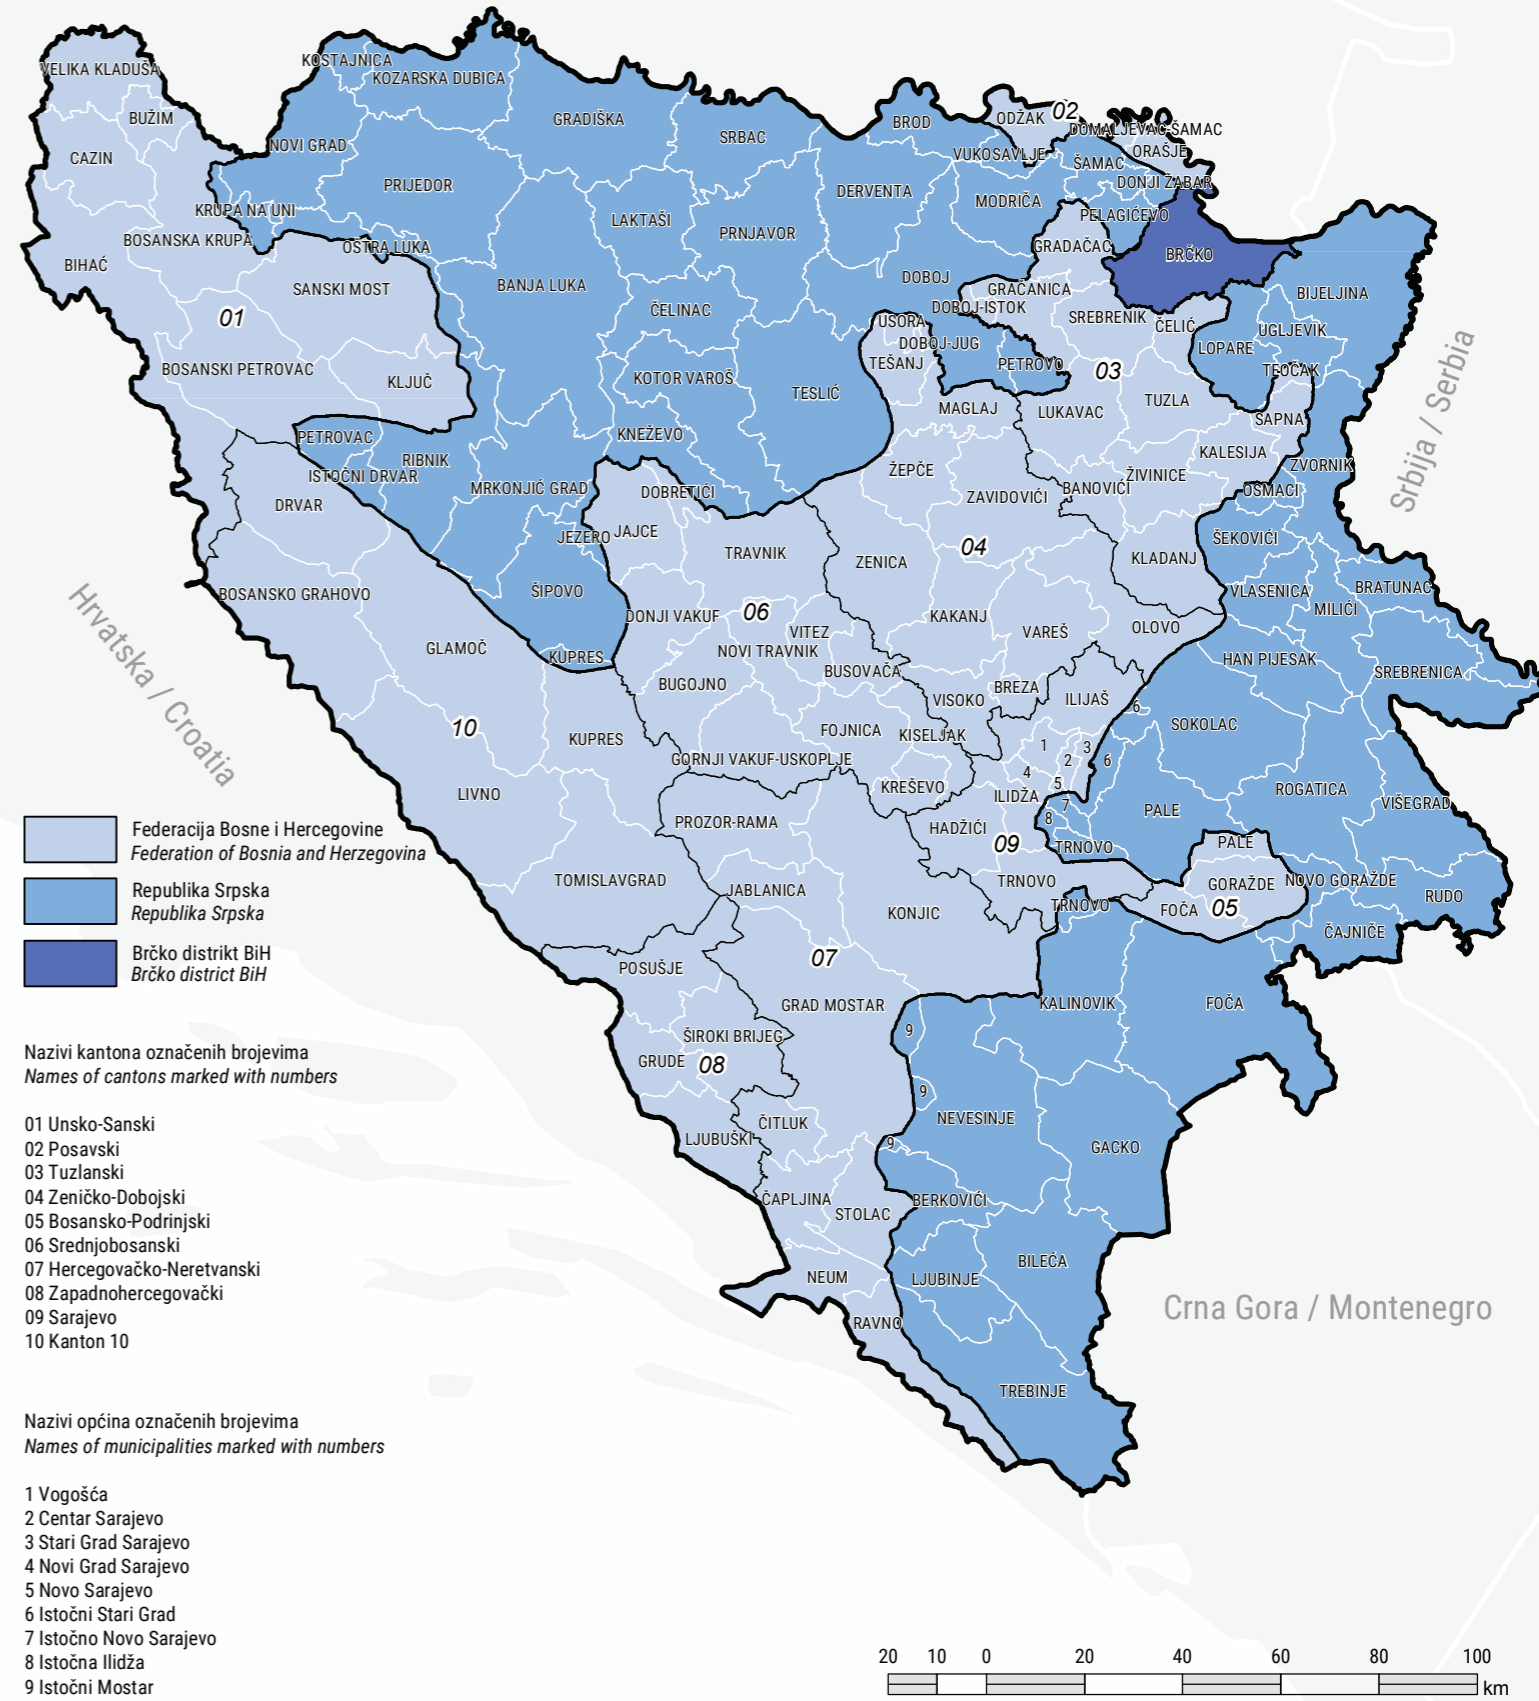 VELIKA KLADUŠA
KOSTAJNICA
KOZARSKA DUBICA
BUŽIM
GRADIŠKA
SRBAC
BROD
ODŽAK
02
DOMALJEVAC-ŠAMAC
CAZIN
NOVI GRAD
VUKOSAVLJE
ORAŠJE
ŠAMAC
PRIJEDOR
DERVENTA
DONJI ŽABAR
MODRIČA
KRUPA NA UNI
LAKTAŠI
PRNJAVOR
PELAGIĆEVO
BOSANSKA KRUPA
OŠTRA LUKA
GRADAČAC
BRČKO
BIHAĆ
DOBOJ
SANSKI MOST
BANJA LUKA
GRAČANICA
BIJELJINA
01
ČELINAC
DOBOJ-ISTOK
SREBRENIK
ČELIĆ
USORA
UGLJEVIK
DOBOJ-JUG
LOPARE
BOSANSKI PETROVAC
TEŠANJ
PETROVO
03
TEOČAK
KLJUČ
KOTOR VAROŠ
TESLIĆ
TUZLA
MAGLAJ
LUKAVAC
SAPNA
PETROVAC
KNEŽEVO
KALESIJA
RIBNIK
ISTOČNI DRVAR
ŽEPČE
ZVORNIK
ŽIVINICE
MRKONJIĆ GRAD
DOBRETIĆI
BANOVIĆI
OSMACI
DRVAR
ZAVIDOVIĆI
JEZERO
JAJCE
ŠEKOVIĆI
TRAVNIK
04
KLADANJ
ZENICA
ŠIPOVO
VLASENICA
BRATUNAC
BOSANSKO GRAHOVO
MILIĆI
06
DONJI VAKUF
KAKANJ
VITEZ
VAREŠ
OLOVO
GLAMOČ
NOVI TRAVNIK
KUPRES
HAN PIJESAK
BUSOVAČA
SREBRENICA
BUGOJNO
BREZA
VISOKO
ILIJAŠ
6
10
FOJNICA
KISELJAK
SOKOLAC
KUPRES
1
3
GORNJI VAKUF-USKOPLJE
2
6
4
5
KREŠEVO
LIVNO
ILIDŽA
ROGATICA
7
VIŠEGRAD
PALE
8
PROZOR-RAMA
HADŽIĆI
09
TRNOVO
PALE
TOMISLAVGRAD
TRNOVO
GORAŽDE
NOVO GORAŽDE
JABLANICA
RUDO
TRNOVO
FOČA
05
KONJIC
ČAJNIČE
07
POSUŠJE
GRAD MOSTAR
KALINOVIK
FOČA
9
ŠIROKI BRIJEG
GRUDE
08
9
NEVESINJE
ČITLUK
LJUBUŠKI
9
GACKO
ČAPLJINA
BERKOVIĆI
STOLAC
BILEĆA
NEUM
LJUBINJE
RAVNO
TREBINJE
Hrvatska / Croatia
Srbija / Serbia
Crna Gora / Montenegro
Federacija Bosne i Hercegovine
Federation of Bosnia and Herzegovina
Republika Srpska
Republika Srpska
Brčko distrikt BiH
Brčko district BiH
Nazivi kantona označenih brojevima
Names of cantons marked with numbers
01 Unsko-Sanski
02 Posavski
03 Tuzlanski
04 Zeničko-Dobojski
05 Bosansko-Podrinjski
06 Srednjobosanski
07 Hercegovačko-Neretvanski
08 Zapadnohercegovački
09 Sarajevo
10 Kanton 10
Nazivi općina označenih brojevima
Names of municipalities marked with numbers
1 Vogošća
2 Centar Sarajevo
3 Stari Grad Sarajevo
4 Novi Grad Sarajevo
5 Novo Sarajevo
6 Istočni Stari Grad
7 Istočno Novo Sarajevo
8 Istočna Ilidža
9 Istočni Mostar
20 10 0 20 40 60 80 100
km